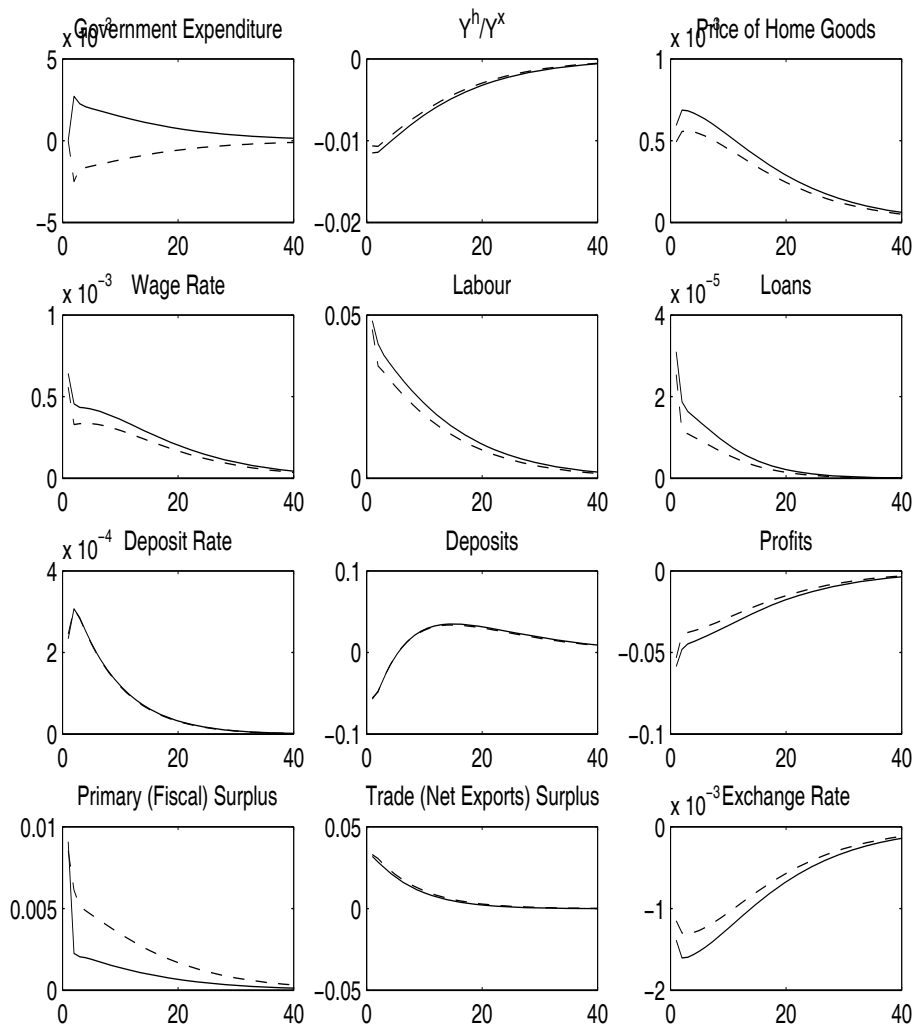 Government Expenditure
x 10^-3
5
0
−5
0 20 40
Y^h/Y^x
0
−0.01
−0.02
0 20 40
Price of Home Goods
x 10^-3
1
0.5
0
0 20 40
Wage Rate
x 10^-3
1
0.5
0
0 20 40
Labour
0.05
0
0 20 40
Loans
x 10^-5
4
2
0
0 20 40
Deposit Rate
x 10^-4
4
2
0
0 20 40
Deposits
0.1
0
−0.1
0 20 40
Profits
0
−0.05
−0.1
0 20 40
Primary (Fiscal) Surplus
0.01
0.005
0
0 20 40
Trade (Net Exports) Surplus
0.05
0
−0.05
0 20 40
Exchange Rate
x 10^-3
0
−1
−2
0 20 40